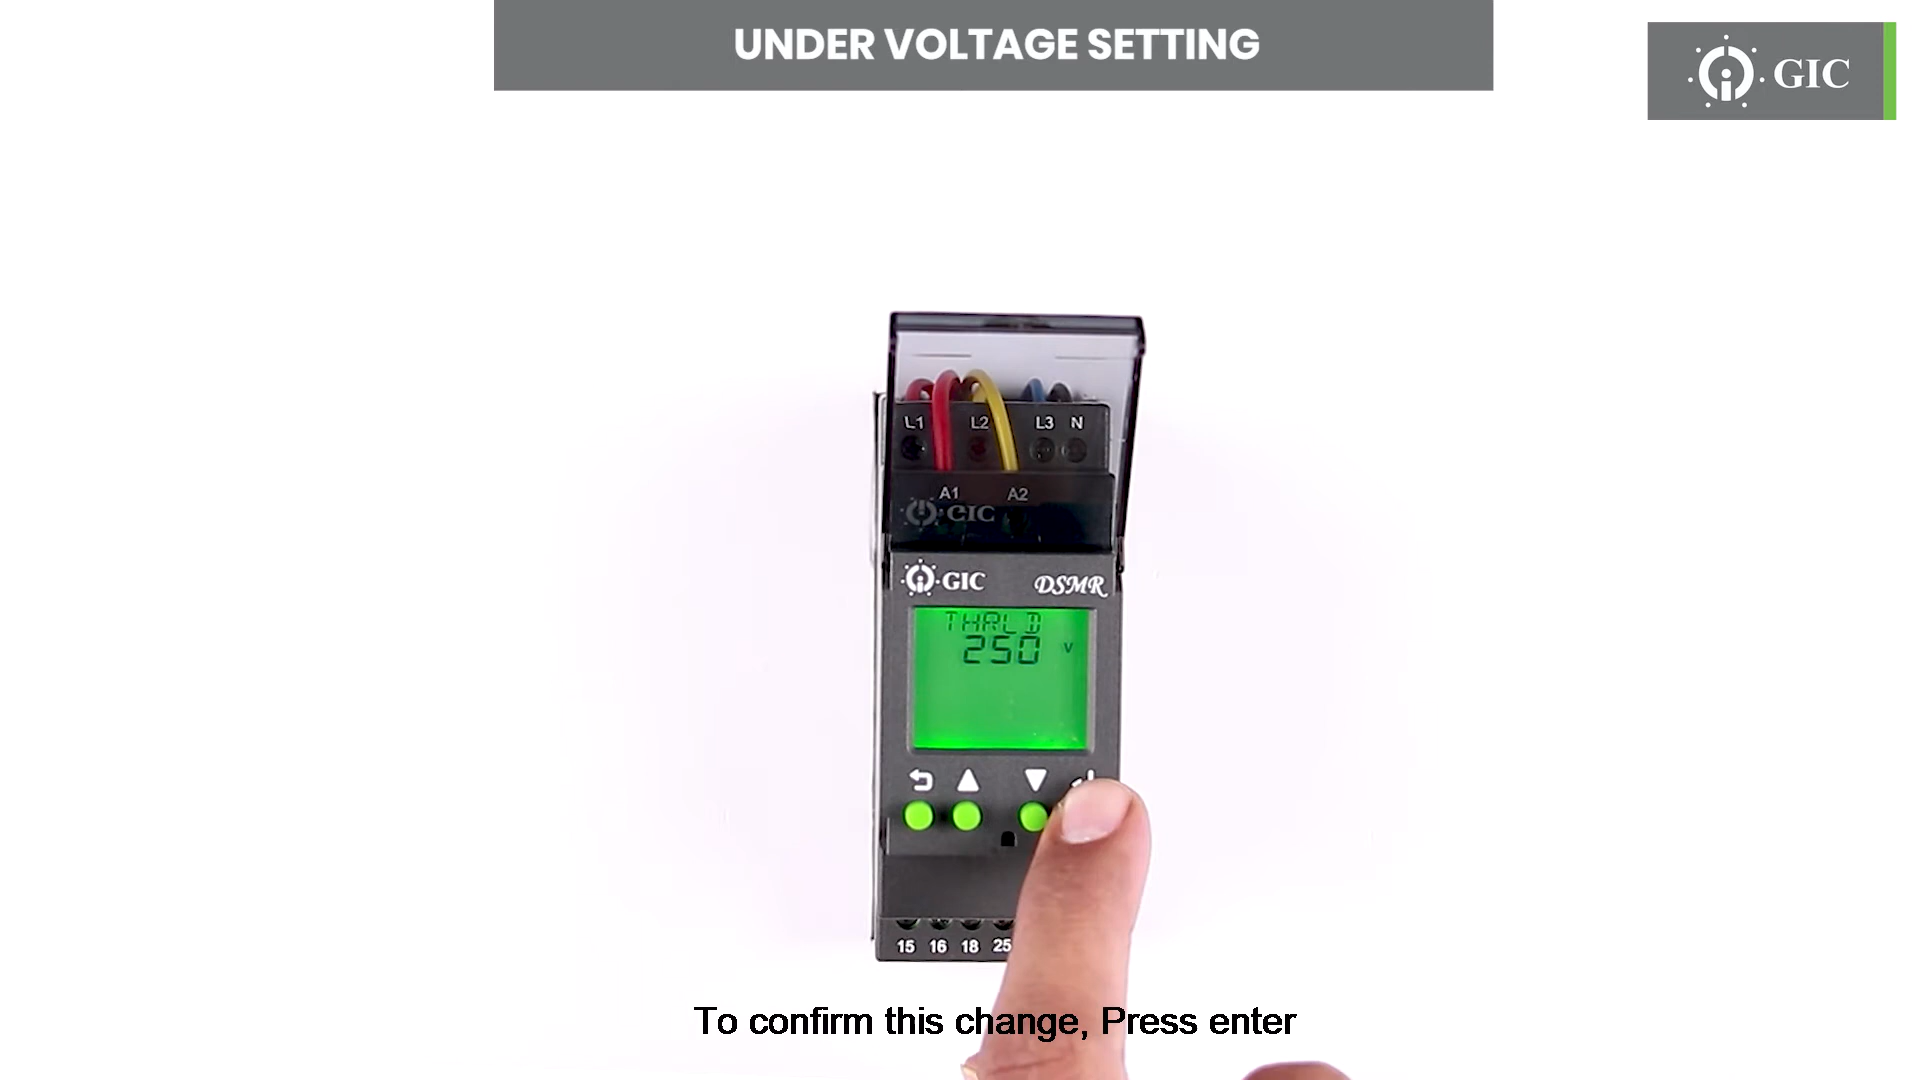 UNDER VOLTAGE SETTING
GIC
L1 L2 L3 N
A1 A2
GIC
GIC DSMR
THRLD
250 V
15 16 18 25
To confirm this change, Press enter